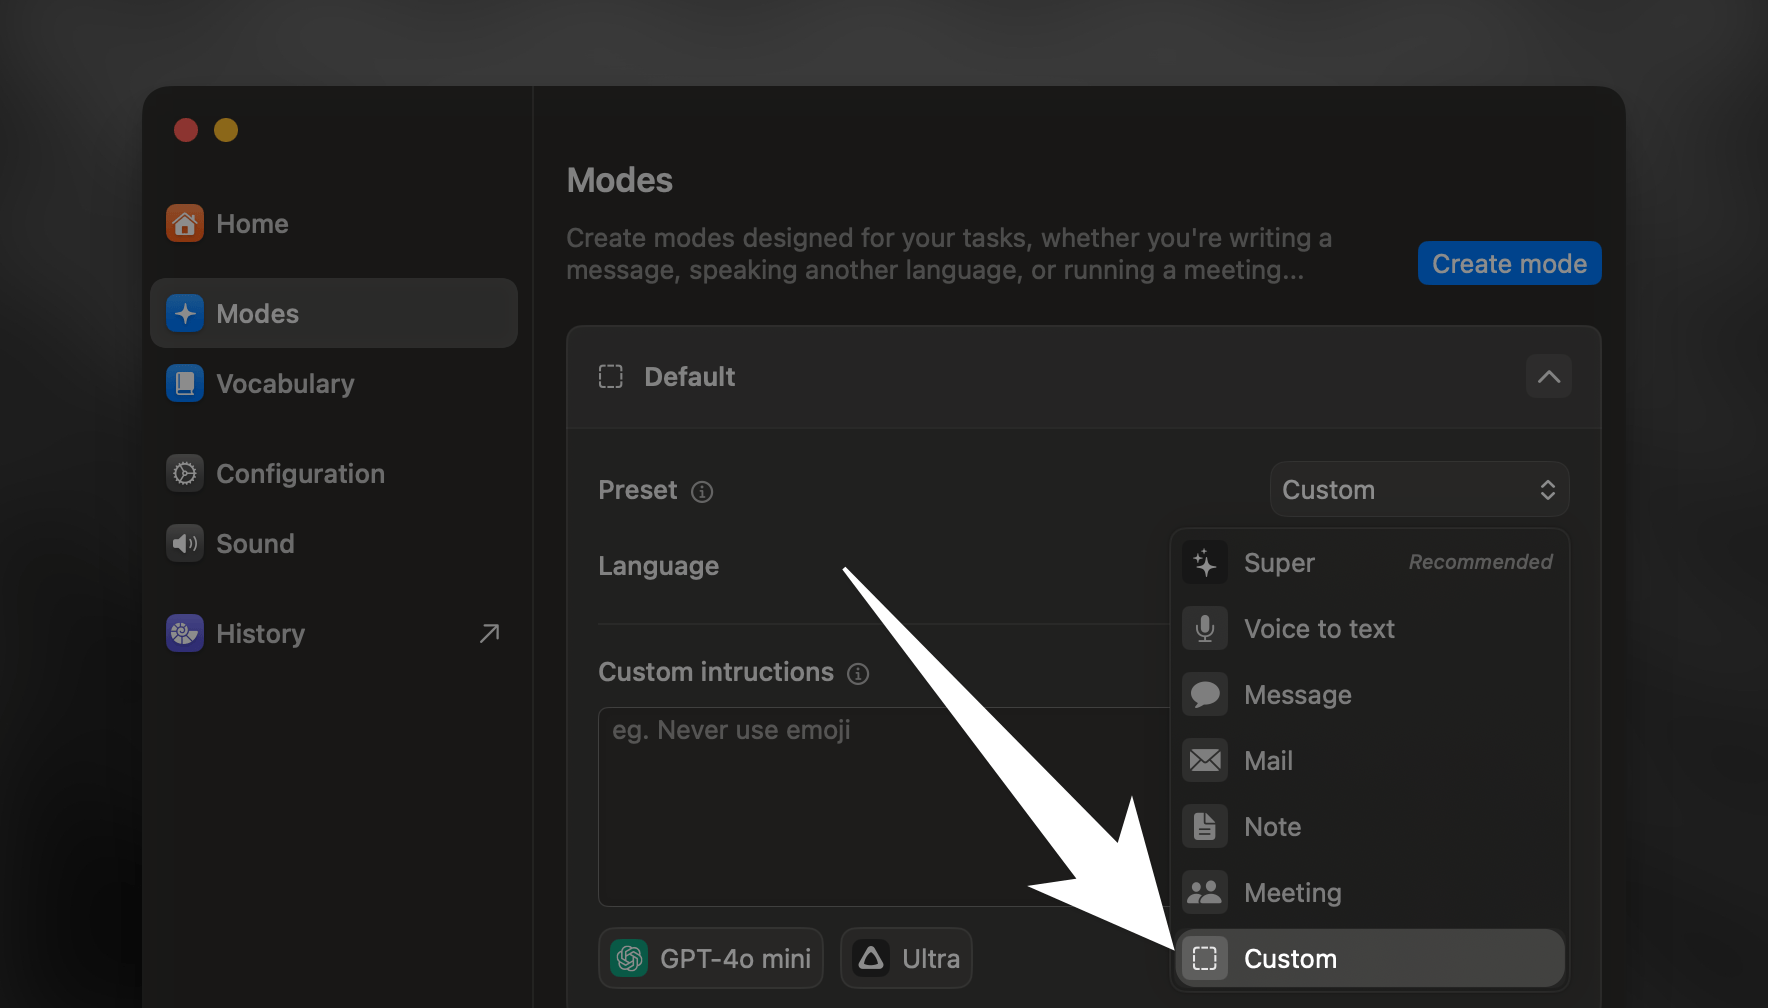 Home
Modes
Vocabulary
Configuration
Sound
History
Modes
Create modes designed for your tasks, whether you're writing a
message, speaking another language, or running a meeting...
Create mode
Default
Preset
Custom
Language
Super Recommended
Voice to text
Message
Mail
Note
Meeting
Custom
Custom intructions
eg. Never use emoji
GPT-4o mini
Ultra